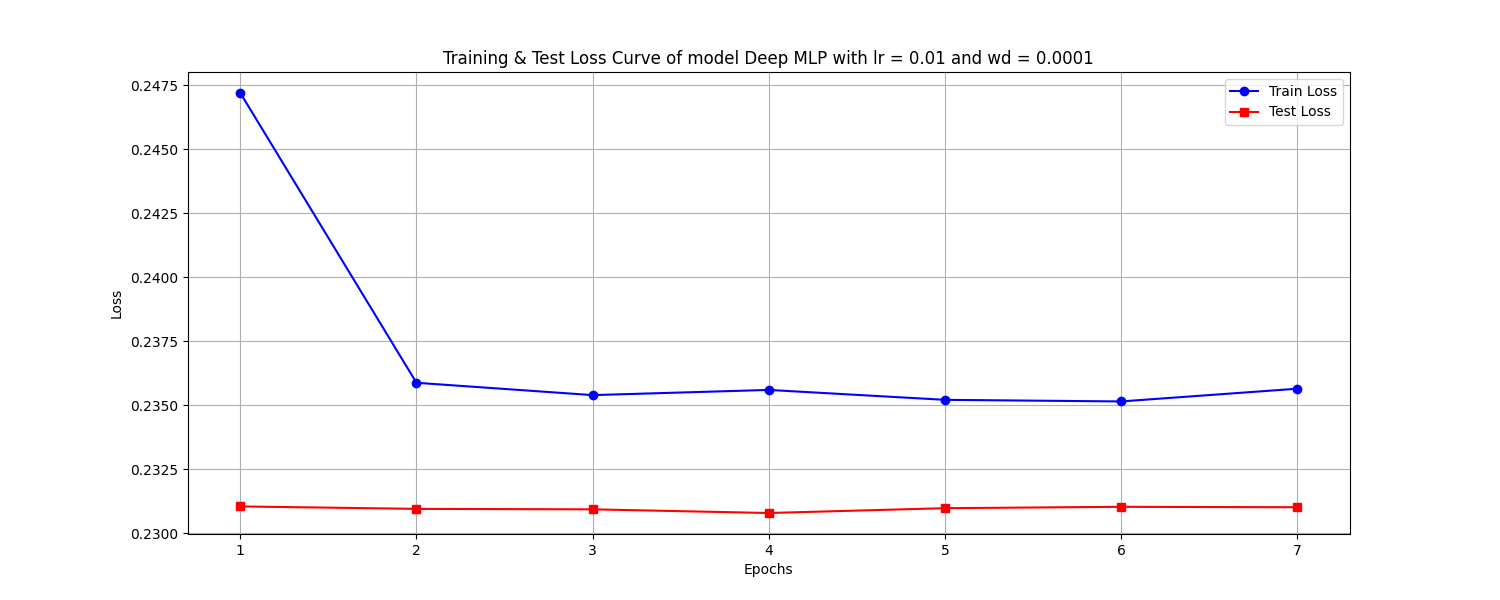 Training & Test Loss Curve of model Deep MLP with lr = 0.01 and wd = 0.0001
Train Loss
Test Loss
Loss
0.2475
0.2450
0.2425
0.2400
0.2375
0.2350
0.2325
0.2300
1 2 3 4 5 6 7
Epochs